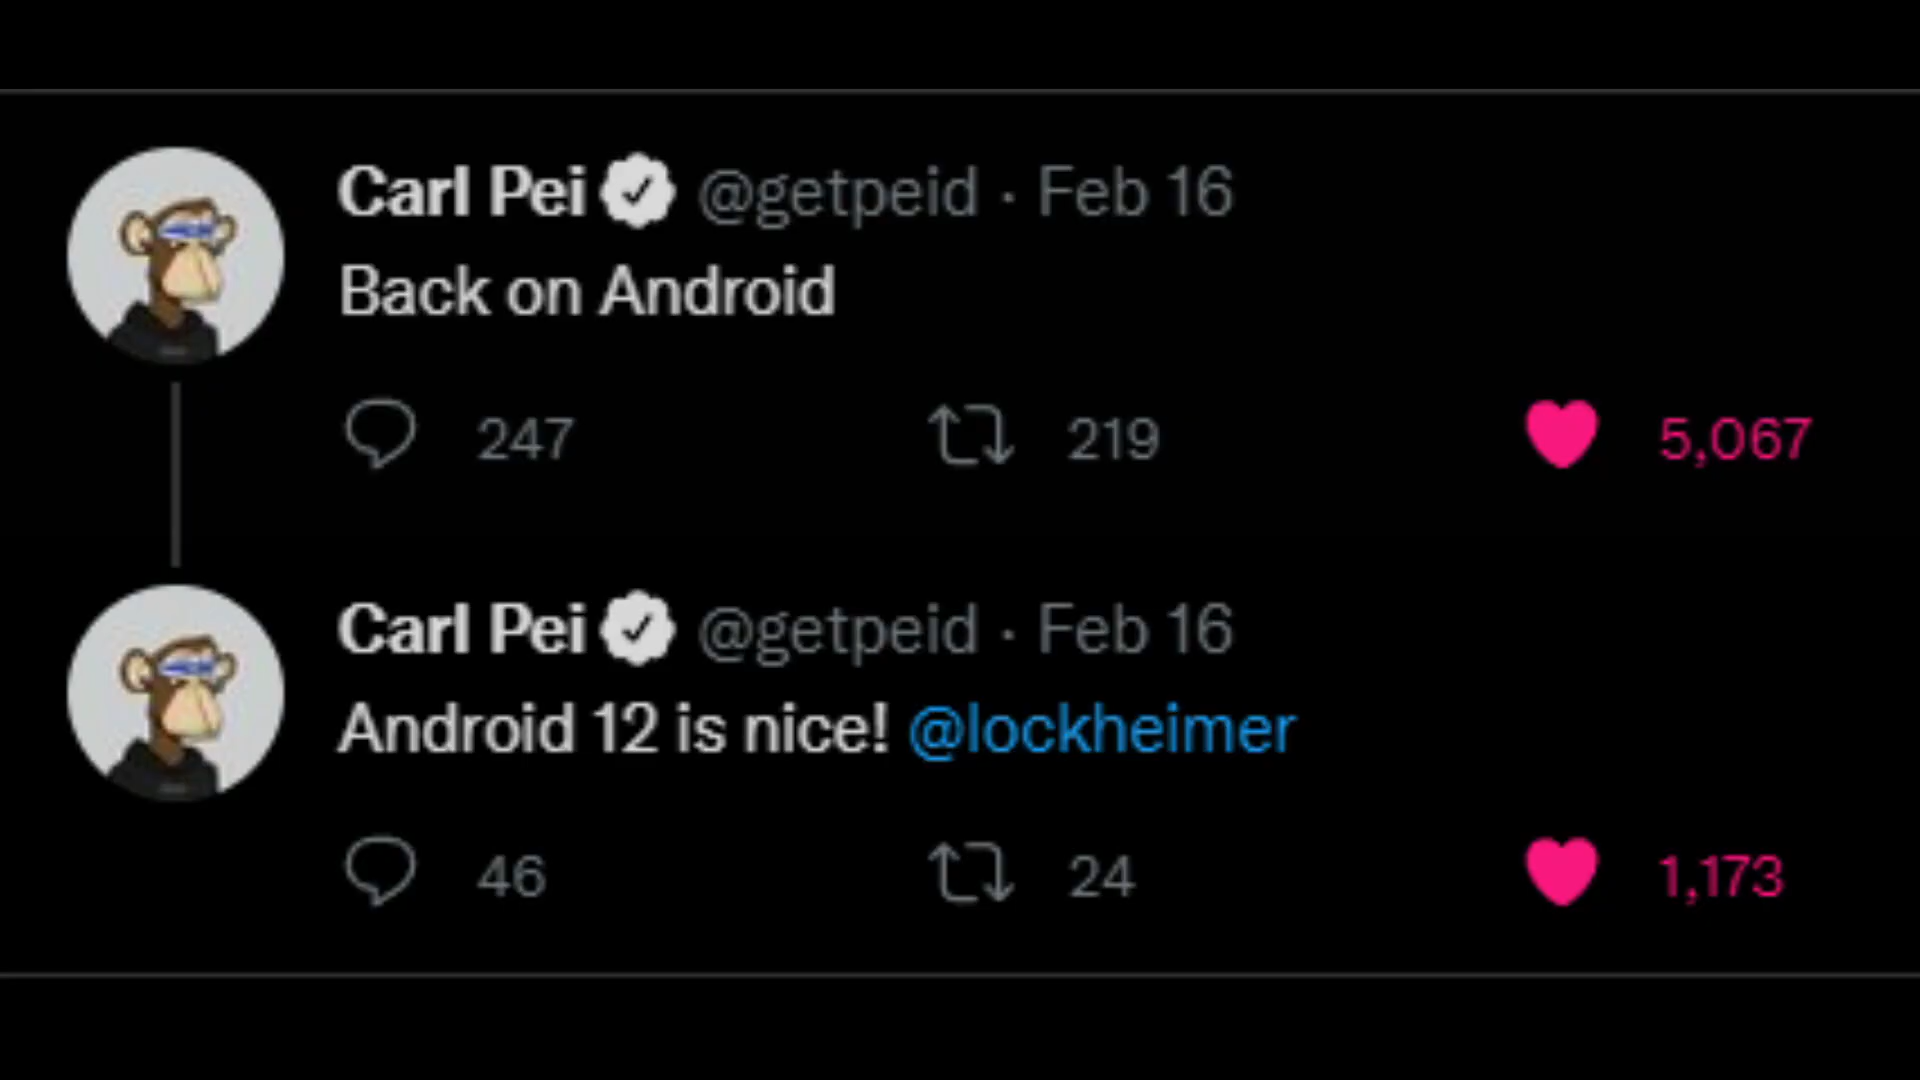 Carl Pei @getpeid · Feb 16
Back on Android
247 219 5,067
Carl Pei @getpeid · Feb 16
Android 12 is nice! @lockheimer
46 24 1,173